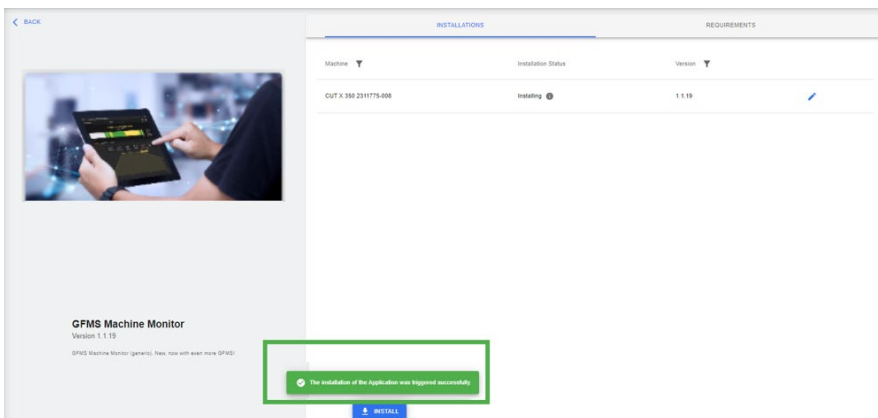 BACK
INSTALLATIONS
REQUIREMENTS
Machine
Installation Status
Version
CUT X 350 2311775-008
Installing
1.1.19
GFMS Machine Monitor
Version 1.1.19
GFMS Machine Monitor (generic). New, now with even more GFMS!
The installation of the Application was triggered successfully.
INSTALL